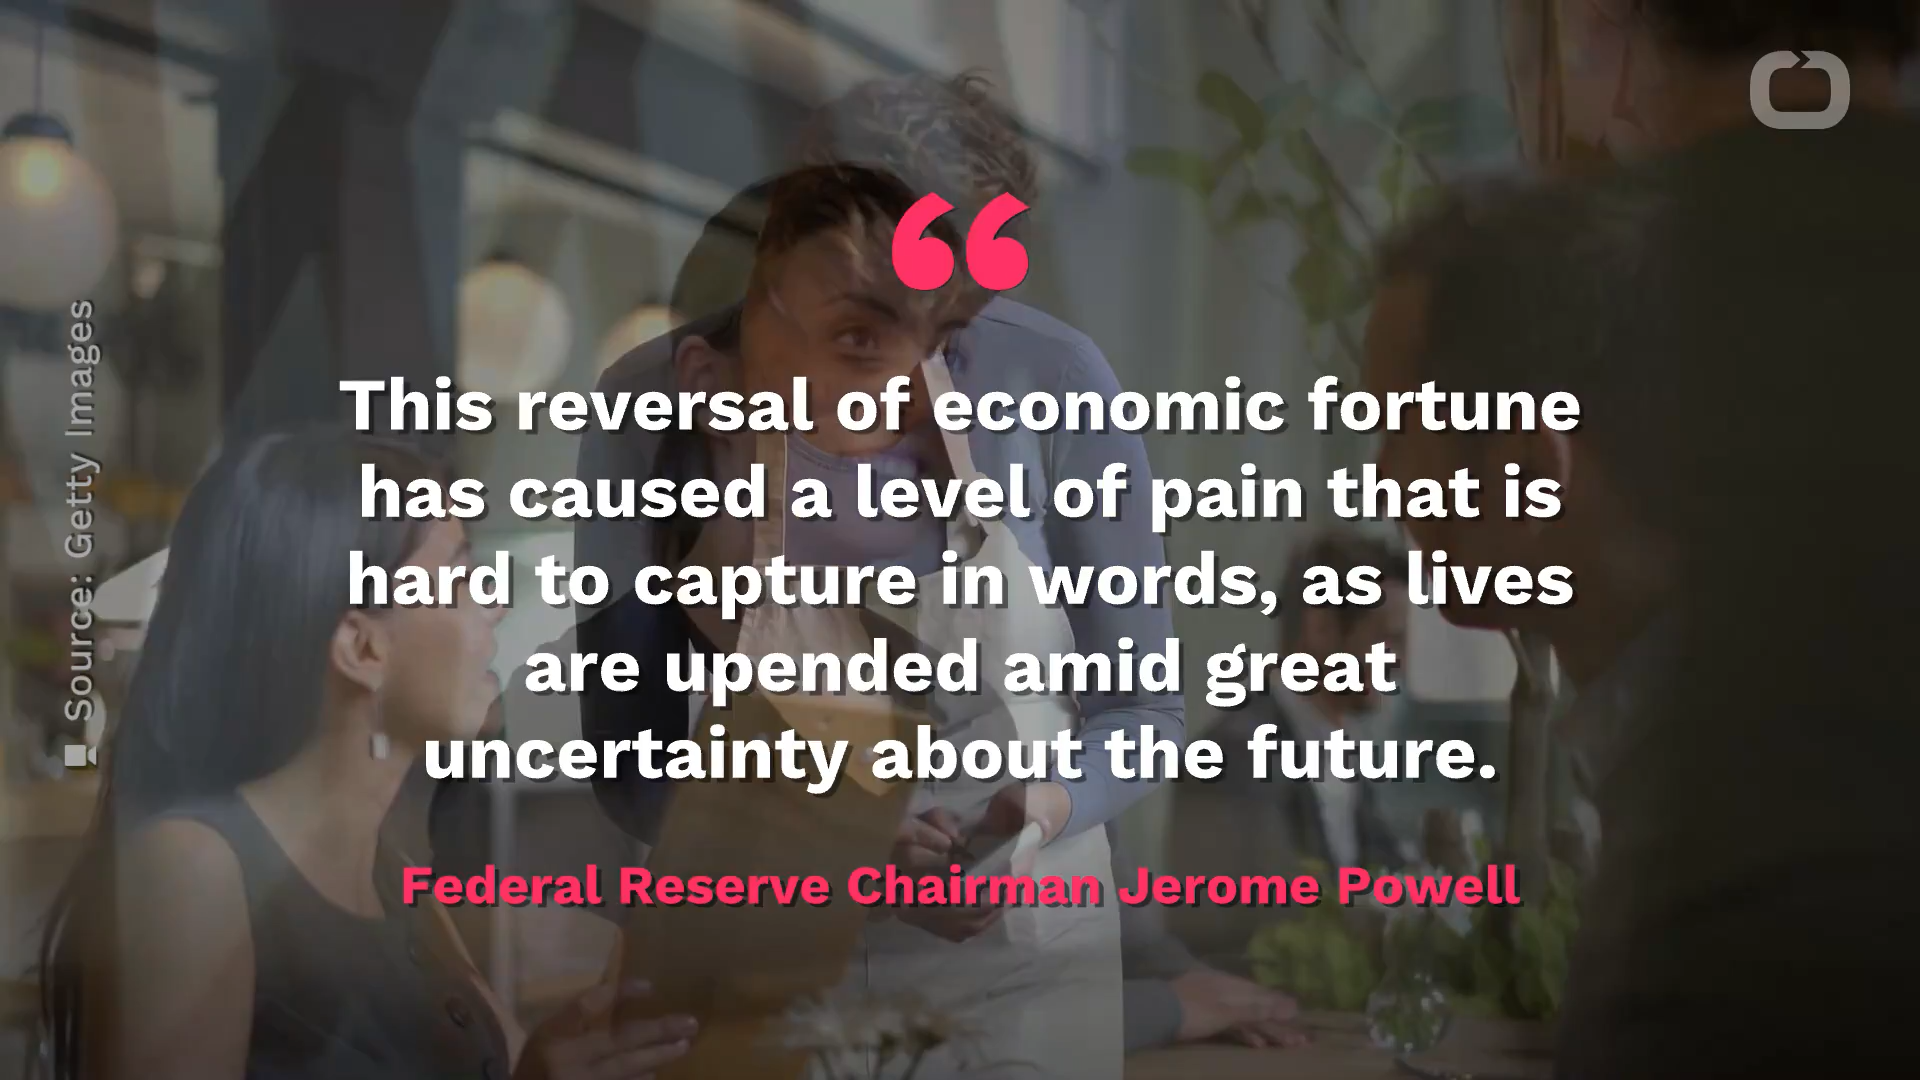 Source: Getty Images
“
This reversal of economic fortune
has caused a level of pain that is
hard to capture in words, as lives
are upended amid great
uncertainty about the future.
Federal Reserve Chairman Jerome Powell